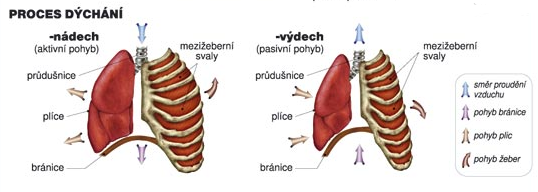 PROCES DÝCHÁNÍ
-nádech
(aktivní pohyb)
mezižeberní
svaly
průdušnice
plíce
bránice
-výdech
(pasivní pohyb)
mezižeberní
svaly
průdušnice
plíce
bránice
směr proudění
vzduchu
pohyb bránice
pohyb plic
pohyb žeber